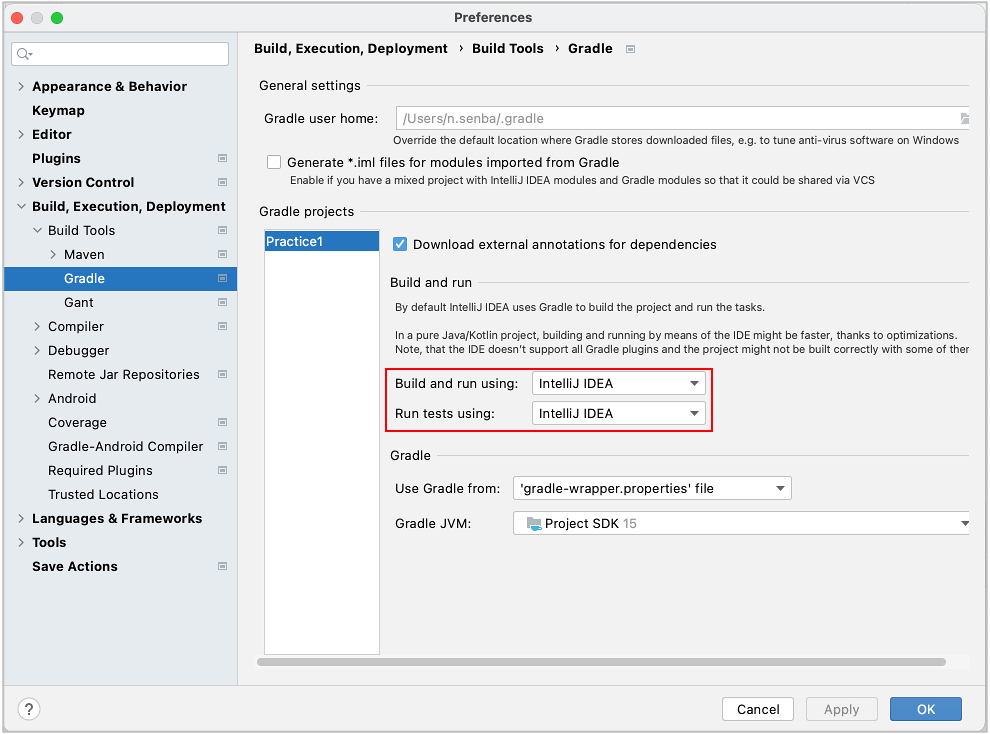 Preferences
Appearance & Behavior
Keymap
Editor
Plugins
Version Control
Build, Execution, Deployment
Build Tools
Maven
Gradle
Gant
Compiler
Debugger
Remote Jar Repositories
Android
Coverage
Gradle-Android Compiler
Required Plugins
Trusted Locations
Languages & Frameworks
Tools
Save Actions
Build, Execution, Deployment › Build Tools › Gradle
General settings
Gradle user home: /Users/n.senba/.gradle
Override the default location where Gradle stores downloaded files, e.g. to tune anti-virus software on Windows
Generate *.iml files for modules imported from Gradle
Enable if you have a mixed project with IntelliJ IDEA modules and Gradle modules so that it could be shared via VCS
Gradle projects
Practice1
Download external annotations for dependencies
Build and run
By default IntelliJ IDEA uses Gradle to build the project and run the tasks.
In a pure Java/Kotlin project, building and running by means of the IDE might be faster, thanks to optimizations.
Note, that the IDE doesn't support all Gradle plugins and the project might not be built correctly with some of ther
Build and run using: IntelliJ IDEA
Run tests using: IntelliJ IDEA
Gradle
Use Gradle from: 'gradle-wrapper.properties' file
Gradle JVM: Project SDK 15
? Cancel Apply OK